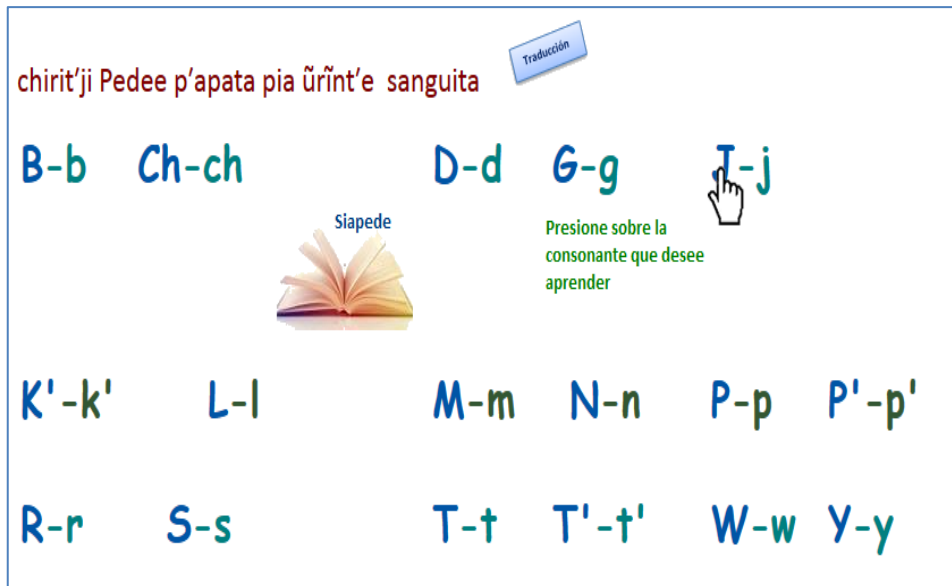 Traducción
chirit'ji Pedee p'apata pia ũrĩnt'e sanguita
B-b Ch-ch D-d G-g J-j
Siapede
Presione sobre la
consonante que desee
aprender
K'-k' L-l M-m N-n P-p P'-p'
R-r S-s T-t T'-t' W-w Y-y